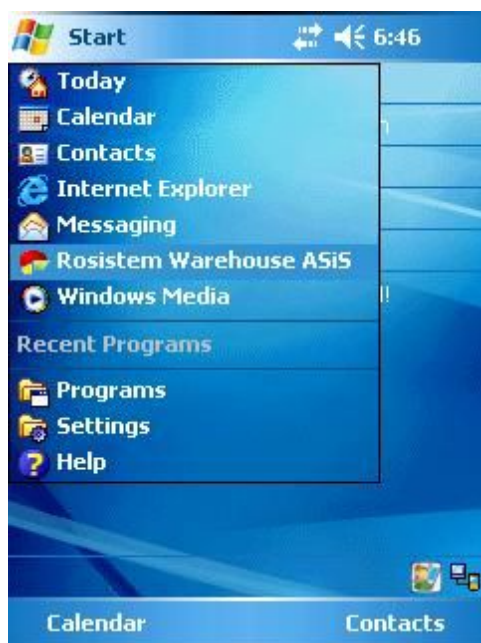 Start 6:46
Today
Calendar
Contacts
Internet Explorer
Messaging
Rosistem Warehouse ASiS
Windows Media
Recent Programs
Programs
Settings
Help
Calendar Contacts